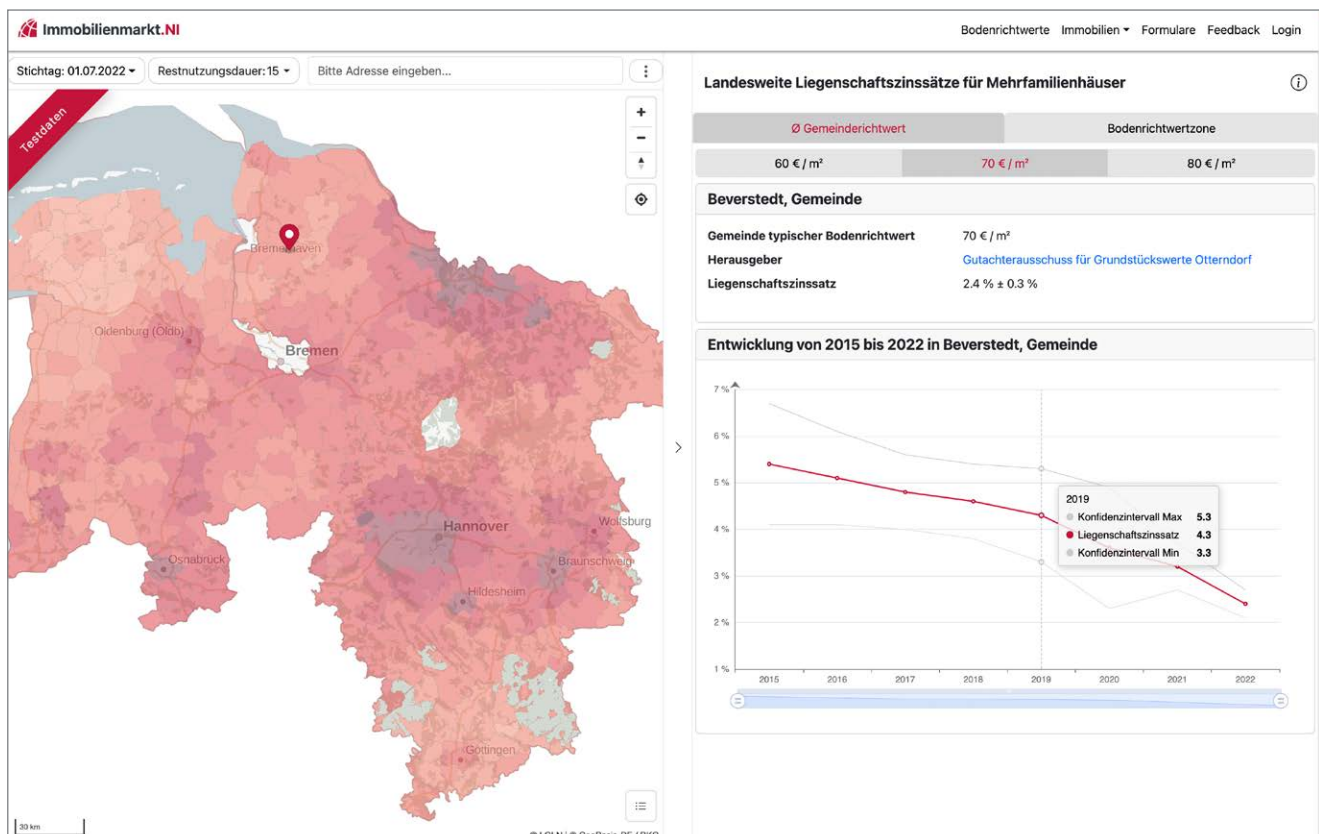 Immobilienmarkt.NI
Bodenrichtwerte Immobilien Formulare Feedback Login
Stichtag: 01.07.2022 Restnutzungsdauer: 15 Bitte Adresse eingeben...
Testdaten
Bremerhaven
Oldenburg (Oldb)
Bremen
Hannover
Wolfsburg
Osnabrück
Braunschweig
Hildesheim
Göttingen
30 km
Landesweite Liegenschaftszinssätze für Mehrfamilienhäuser
Ø Gemeinderichtwert Bodenrichtwertzone
60 € / m² 70 € / m² 80 € / m²
Beverstedt, Gemeinde
Gemeinde typischer Bodenrichtwert 70 € / m²
Herausgeber Gutachterausschuss für Grundstückswerte Otterndorf
Liegenschaftszinssatz 2.4 % ± 0.3 %
Entwicklung von 2015 bis 2022 in Beverstedt, Gemeinde
7 %
6 %
5 %
4 %
3 %
2 %
1 %
2019
Konfidenzintervall Max 5.3
Liegenschaftszinssatz 4.3
Konfidenzintervall Min 3.3
2015 2016 2017 2018 2019 2020 2021 2022